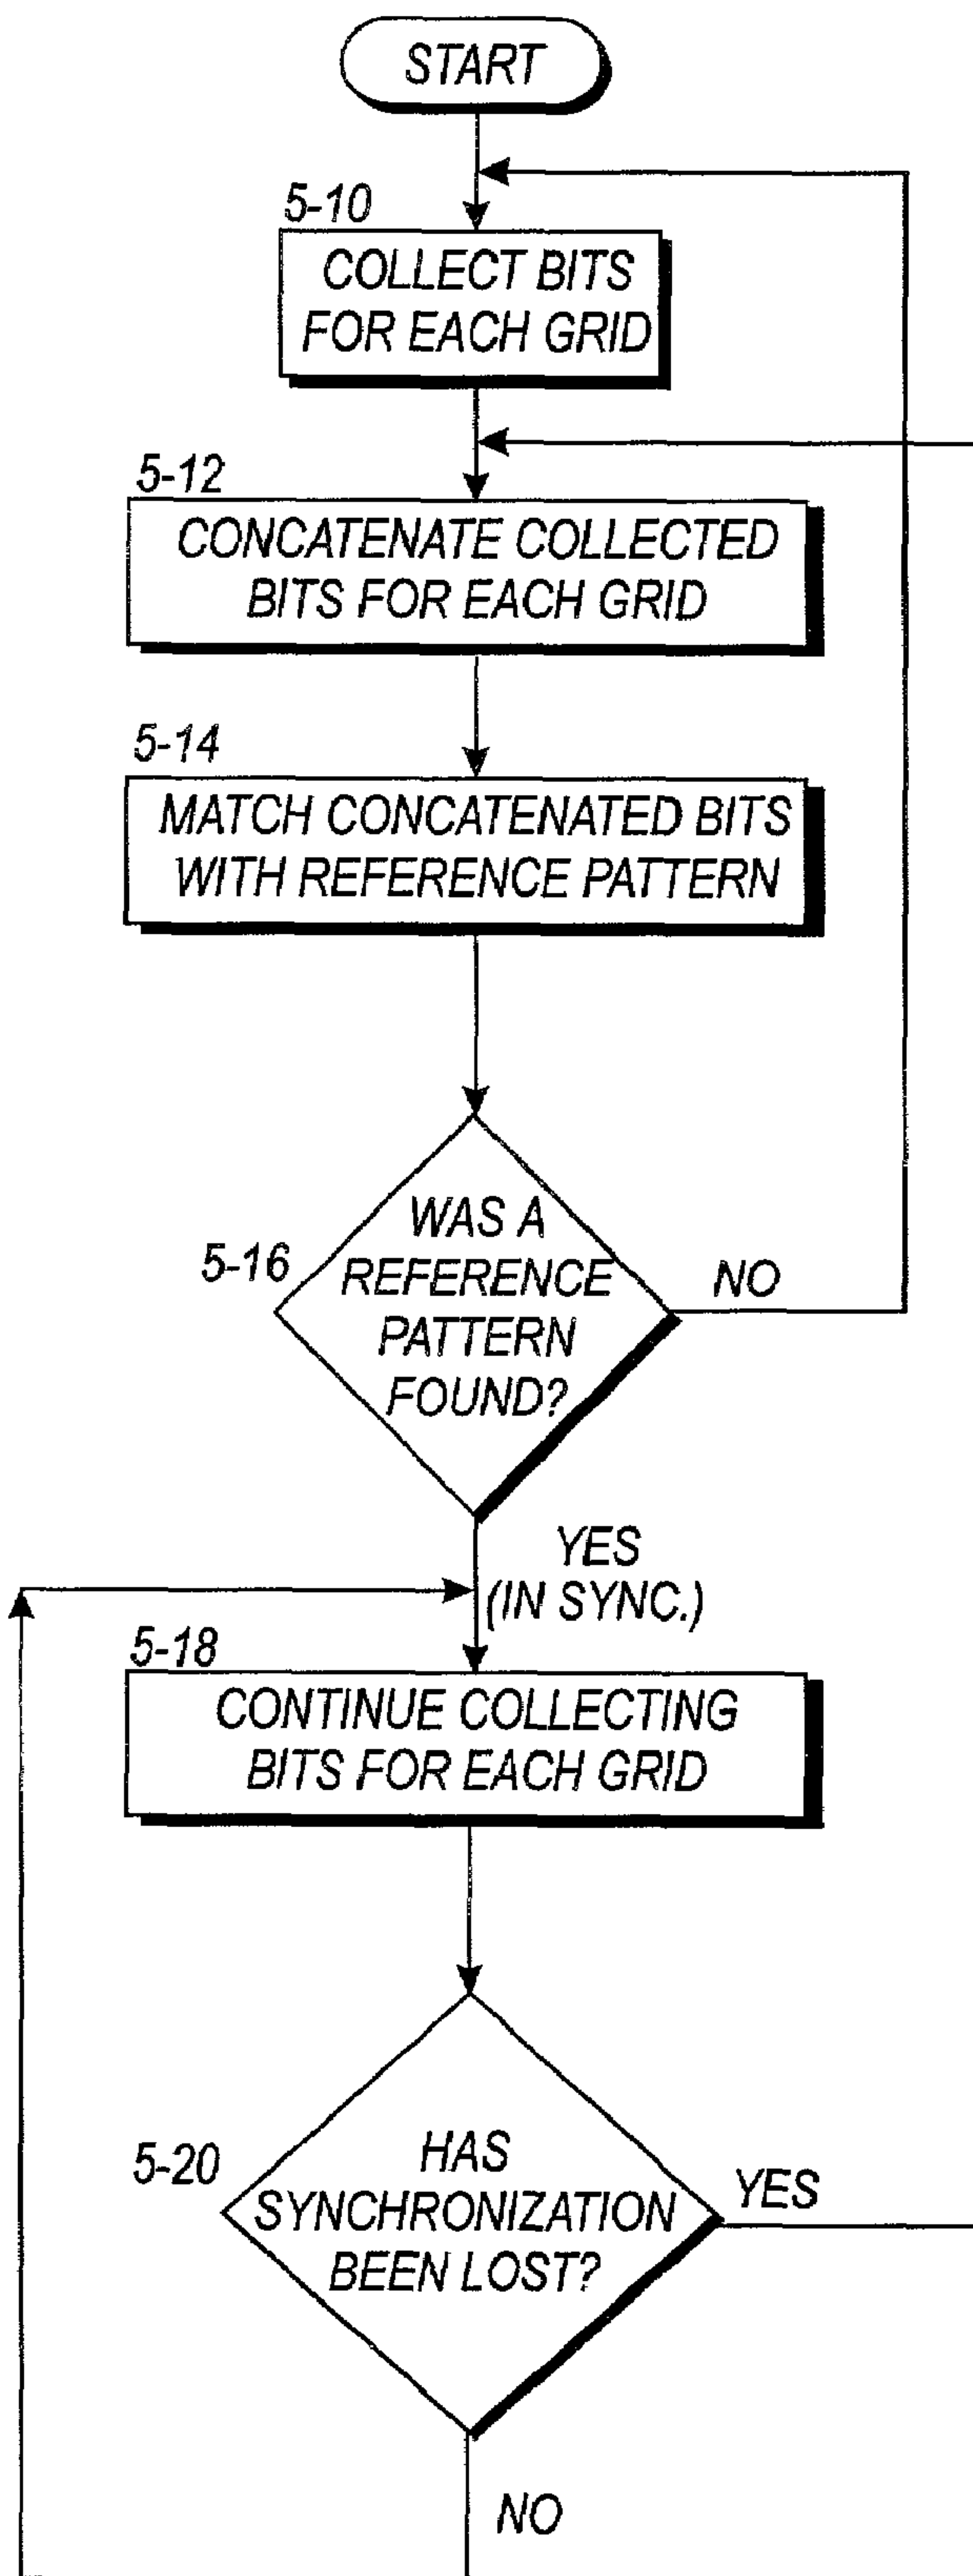 START
5-10
COLLECT BITS
FOR EACH GRID
5-12
CONCATENATE COLLECTED
BITS FOR EACH GRID
5-14
MATCH CONCATENATED BITS
WITH REFERENCE PATTERN
5-16
WAS A
REFERENCE
PATTERN
FOUND?
NO
YES
(IN SYNC.)
5-18
CONTINUE COLLECTING
BITS FOR EACH GRID
5-20
HAS
SYNCHRONIZATION
BEEN LOST?
YES
NO